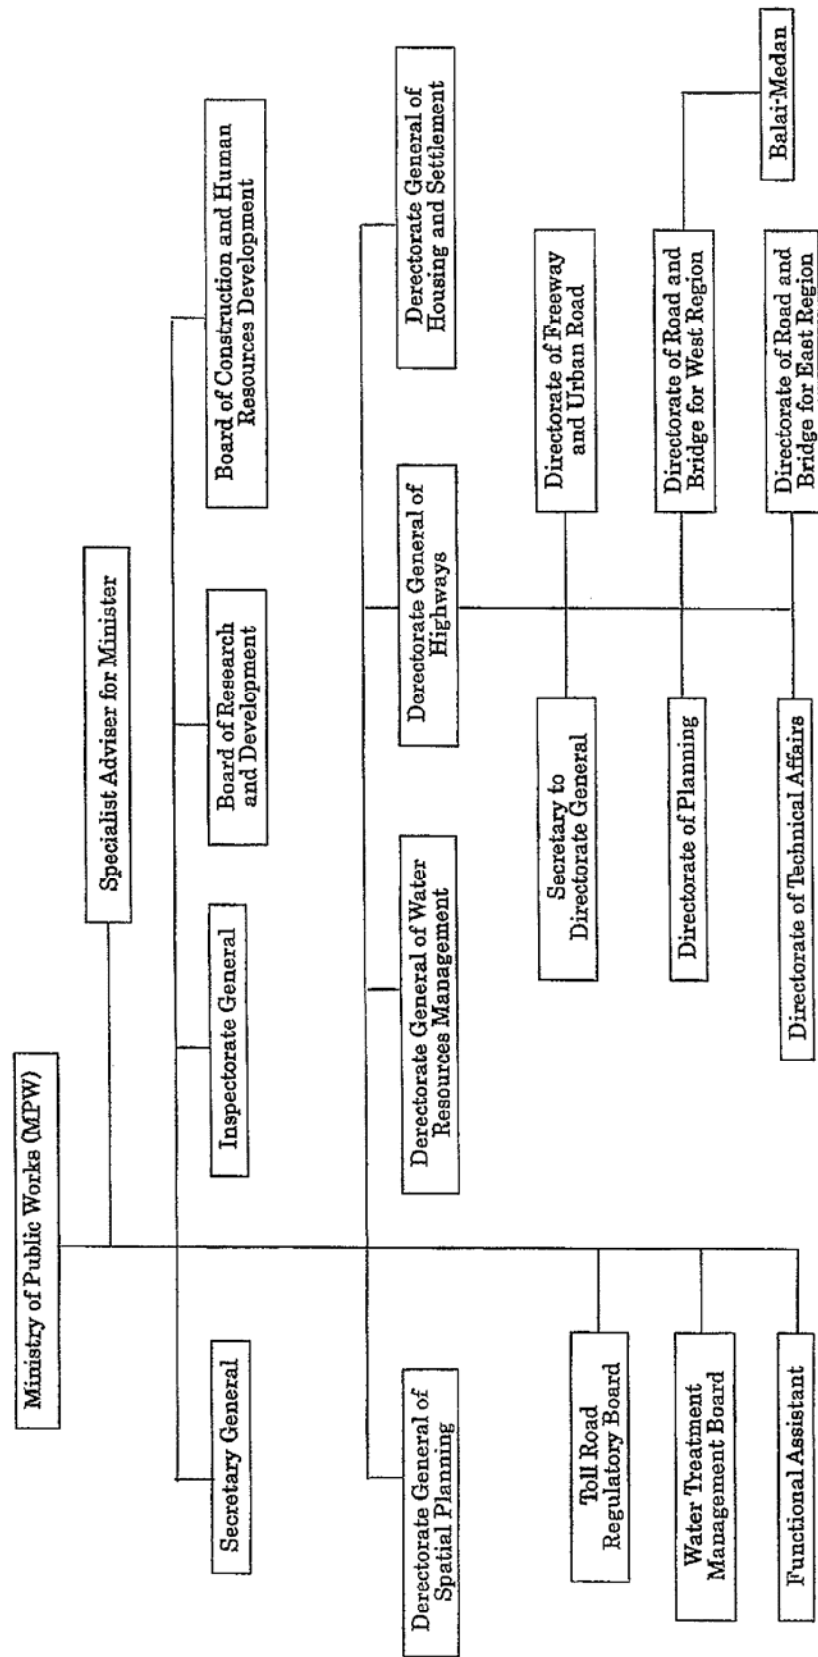 Ministry of Public Works (MPW)
Specialist Adviser for Minister
Secretary General
Inspectorate General
Board of Research
and Development
Board of Construction and Human
Resources Development
Derectorate General of
Spatial Planning
Derectorate General of Water
Resources Management
Derectorate General of
Highways
Derectorate General of
Housing and Settlement
Toll Road
Regulatory Board
Water Treatment
Management Board
Functional Assistant
Secretary to
Directorate General
Directorate of Freeway
and Urban Road
Directorate of Planning
Directorate of Road and
Bridge for West Region
Directorate of Technical Affairs
Directorate of Road and
Bridge for East Region
Balai-Medan